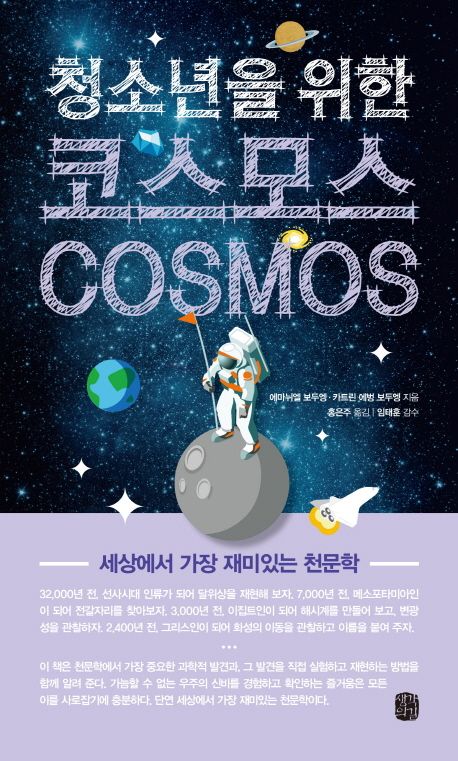 청소년을 위한
코스모스
COSMOS
에마뉘엘 보두엥·카트린 에벙 보두엥 지음
홍은주 옮김 | 임태훈 감수
세상에서 가장 재미있는 천문학
32,000년 전, 선사시대 인류가 되어 달위상을 재현해 보자. 7,000년 전, 메소포타미아인
이 되어 전갈자리를 찾아보자. 3,000년 전, 이집트인이 되어 해시계를 만들어 보고, 변광
성을 관찰하자. 2,400년 전, 그리스인이 되어 화성의 이동을 관찰하고 이름을 붙여 주자.
•••
이 책은 천문학에서 가장 중요한 과학적 발견과, 그 발견을 직접 실험하고 재현하는 방법을
함께 알려 준다. 가늠할 수 없는 우주의 신비를 경험하고 확인하는 즐거움은 모든
이를 사로잡기에 충분하다. 단연 세상에서 가장 재미있는 천문학이다.
생각
의길